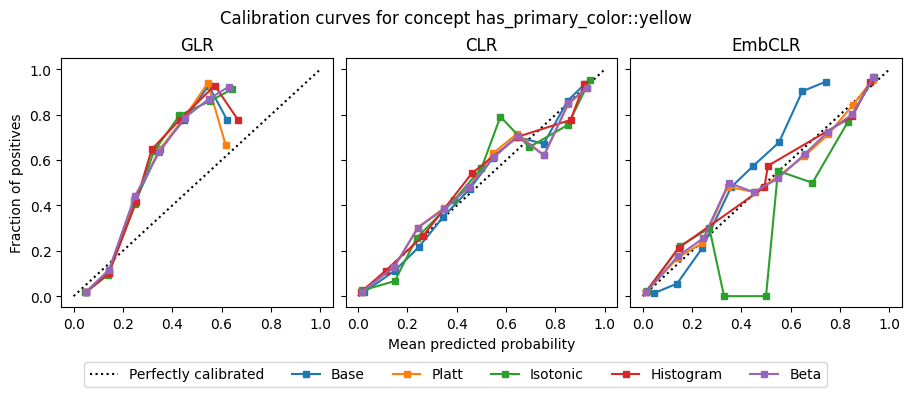 Calibration curves for concept has_primary_color::yellow
GLR CLR EmbCLR
Fraction of positives
1.0
0.8
0.6
0.4
0.2
0.0
0.0 0.2 0.4 0.6 0.8 1.0 0.0 0.2 0.4 0.6 0.8 1.0 0.0 0.2 0.4 0.6 0.8 1.0
Mean predicted probability
Perfectly calibrated Base Platt Isotonic Histogram Beta